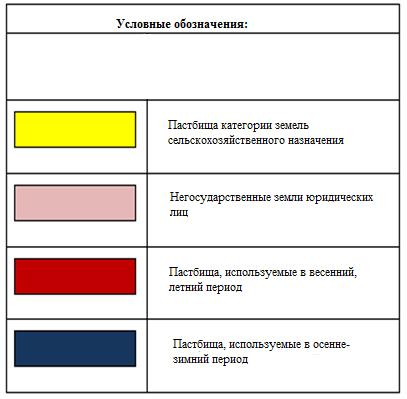 Условные обозначения:
Пастбища категории земель
сельскохозяйственного назначения
Негосударственные земли юридических
лиц
Пастбища, используемые в весенний,
летний период
Пастбища, используемые в осенне-
зимний период